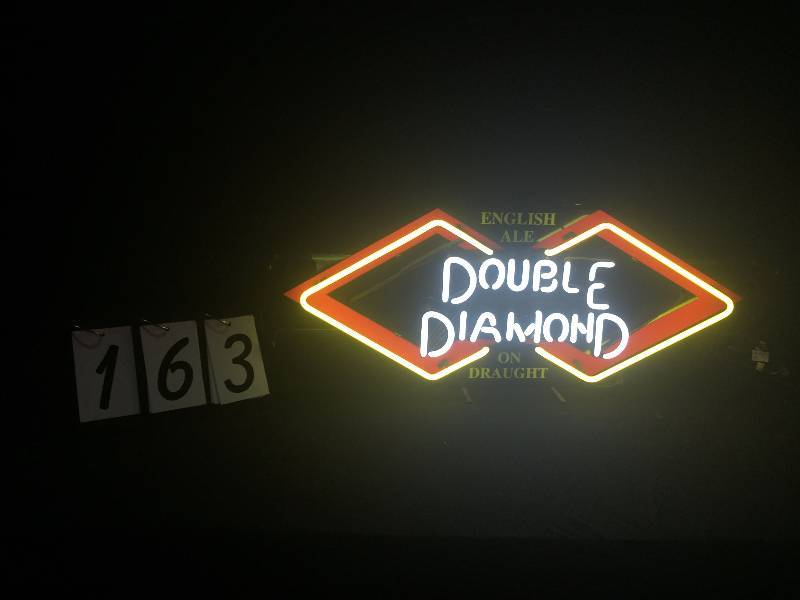 ENGLISH
ALE
DOUBLE
DIAMOND
ON
DRAUGHT
163